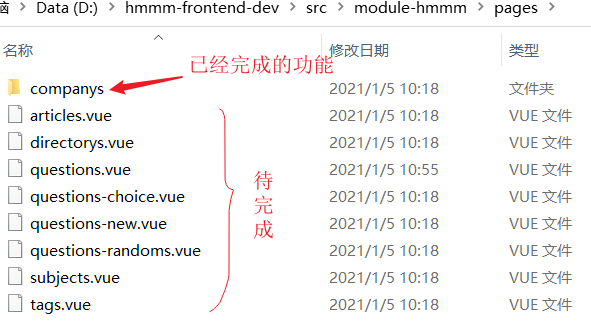 脑 › Data (D:) › hmmm-frontend-dev › src › module-hmmm › pages ›
名称 修改日期 类型
已经完成的功能
companys 2021/1/5 10:18 文件夹
articles.vue 2021/1/5 10:18 VUE 文件
directorys.vue 2021/1/5 10:18 VUE 文件
questions.vue 2021/1/5 10:55 VUE 文件
questions-choice.vue 2021/1/5 10:18 VUE 文件
questions-new.vue 2021/1/5 10:18 VUE 文件
questions-randoms.vue 2021/1/5 10:18 VUE 文件
subjects.vue 2021/1/5 10:18 VUE 文件
tags.vue 2021/1/5 10:18 VUE 文件
待完成